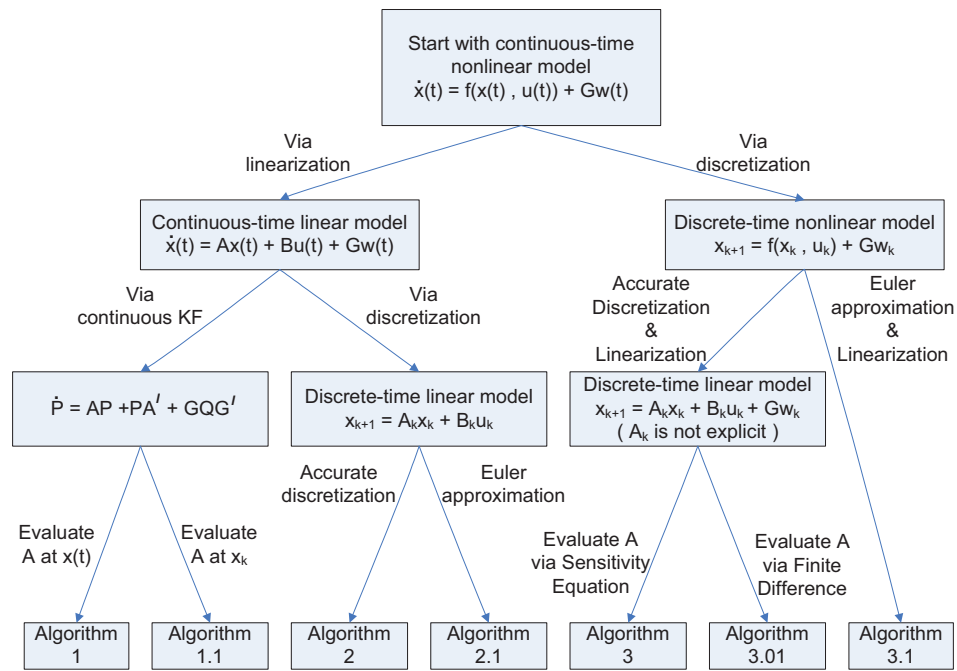 Start with continuous-time
nonlinear model
ẋ(t) = f(x(t) , u(t)) + Gw(t)
Via
linearization
Via
discretization
Continuous-time linear model
ẋ(t) = Ax(t) + Bu(t) + Gw(t)
Discrete-time nonlinear model
xₖ₊₁ = f(xₖ , uₖ) + Gwₖ
Via
continuous KF
Via
discretization
Accurate
Discretization
&
Linearization
Euler
approximation
&
Linearization
Ṗ = AP +PA′ + GQG′
Discrete-time linear model
xₖ₊₁ = Aₖxₖ + Bₖuₖ
Discrete-time linear model
xₖ₊₁ = Aₖxₖ + Bₖuₖ + Gwₖ
( Aₖ is not explicit )
Evaluate
A at x(t)
Evaluate
A at xₖ
Accurate
discretization
Euler
approximation
Evaluate A
via Sensitivity
Equation
Evaluate A
via Finite
Difference
Algorithm
1
Algorithm
1.1
Algorithm
2
Algorithm
2.1
Algorithm
3
Algorithm
3.01
Algorithm
3.1